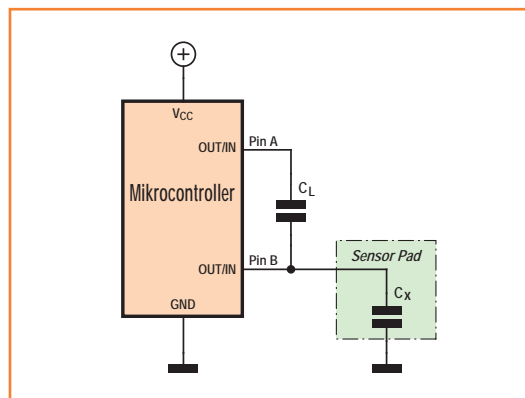 VCC
OUT/IN Pin A
Mikrocontroller
CL
OUT/IN Pin B
Sensor Pad
CX
GND